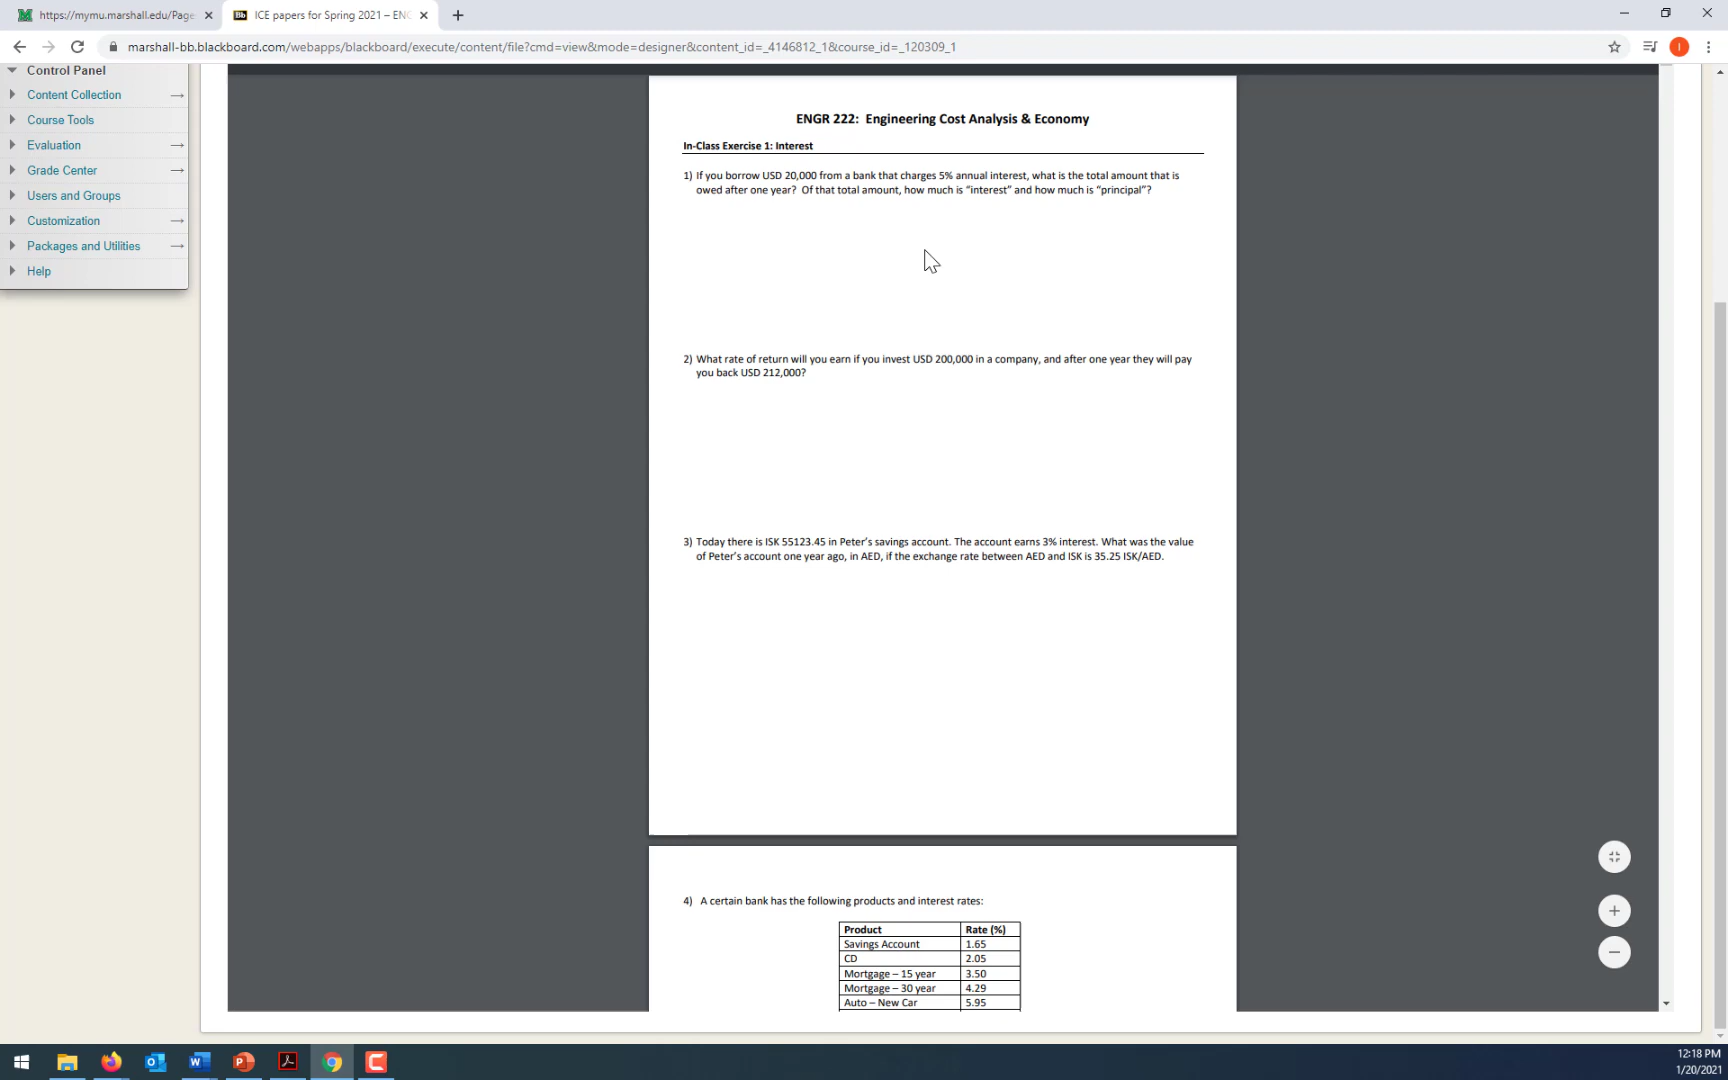 https://mymu.marshall.edu/Page
ICE papers for Spring 2021 – ENG
marshall-bb.blackboard.com/webapps/blackboard/execute/content/file?cmd=view&mode=designer&content_id=_4146812_1&course_id=_120309_1
Control Panel
Content Collection
Course Tools
Evaluation
Grade Center
Users and Groups
Customization
Packages and Utilities
Help
ENGR 222: Engineering Cost Analysis & Economy
In-Class Exercise 1: Interest
1) If you borrow USD 20,000 from a bank that charges 5% annual interest, what is the total amount that is
owed after one year? Of that total amount, how much is “interest” and how much is “principal”?
2) What rate of return will you earn if you invest USD 200,000 in a company, and after one year they will pay
you back USD 212,000?
3) Today there is ISK 55123.45 in Peter’s savings account. The account earns 3% interest. What was the value
of Peter’s account one year ago, in AED, if the exchange rate between AED and ISK is 35.25 ISK/AED.
4) A certain bank has the following products and interest rates:
Product Rate (%)
Savings Account 1.65
CD 2.05
Mortgage – 15 year 3.50
Mortgage – 30 year 4.29
Auto – New Car 5.95
12:18 PM
1/20/2021